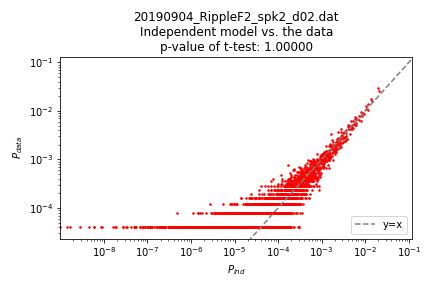 20190904_RippleF2_spk2_d02.dat
Independent model vs. the data
p-value of t-test: 1.00000
10⁻¹
10⁻²
10⁻³
10⁻⁴
P_data
10⁻⁸ 10⁻⁷ 10⁻⁶ 10⁻⁵ 10⁻⁴ 10⁻³ 10⁻² 10⁻¹
P_ind
y=x